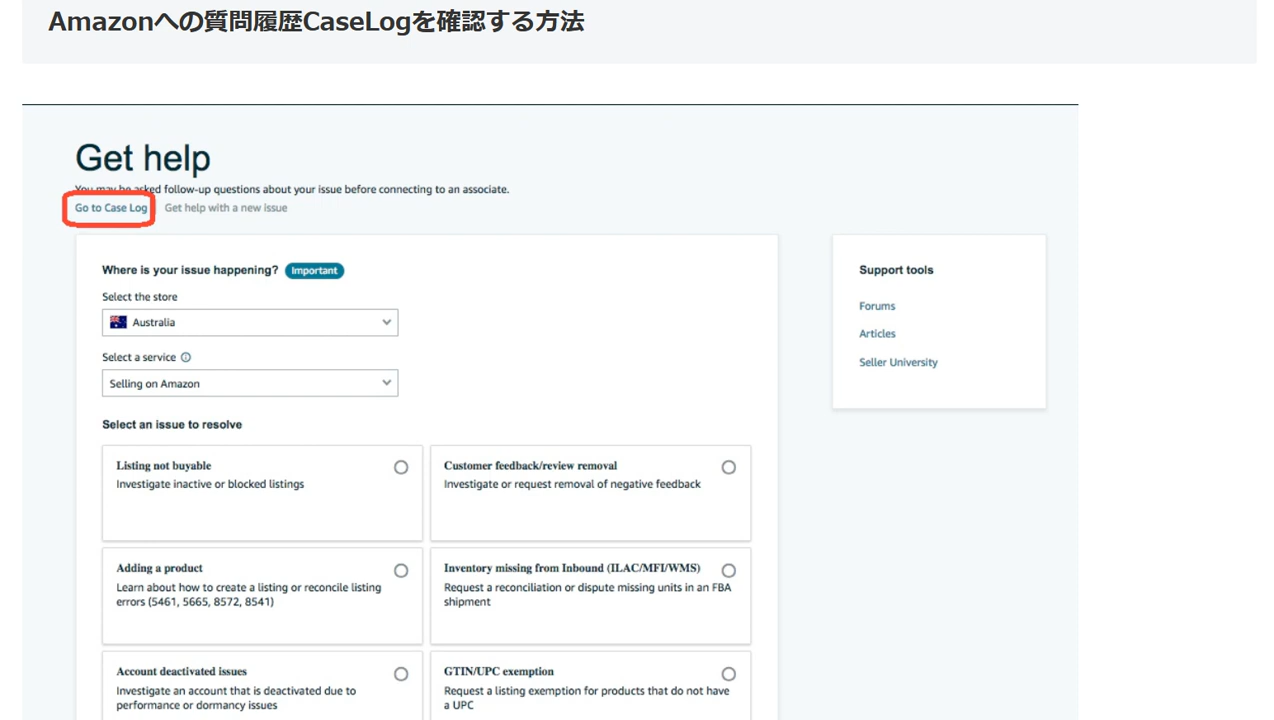 Amazonへの質問履歴CaseLogを確認する方法
Get help
You may be asked follow-up questions about your issue before connecting to an associate.
Go to Case Log Get help with a new issue
Where is your issue happening? Important
Select the store
Australia
Select a service
Selling on Amazon
Select an issue to resolve
Listing not buyable
Investigate inactive or blocked listings
Customer feedback/review removal
Investigate or request removal of negative feedback
Adding a product
Learn about how to create a listing or reconcile listing
errors (5461, 5665, 8572, 8541)
Inventory missing from Inbound (ILAC/MFI/WMS)
Request a reconciliation or dispute missing units in an FBA
shipment
Account deactivated issues
Investigate an account that is deactivated due to
performance or dormancy issues
GTIN/UPC exemption
Request a listing exemption for products that do not have
a UPC
Support tools
Forums
Articles
Seller University